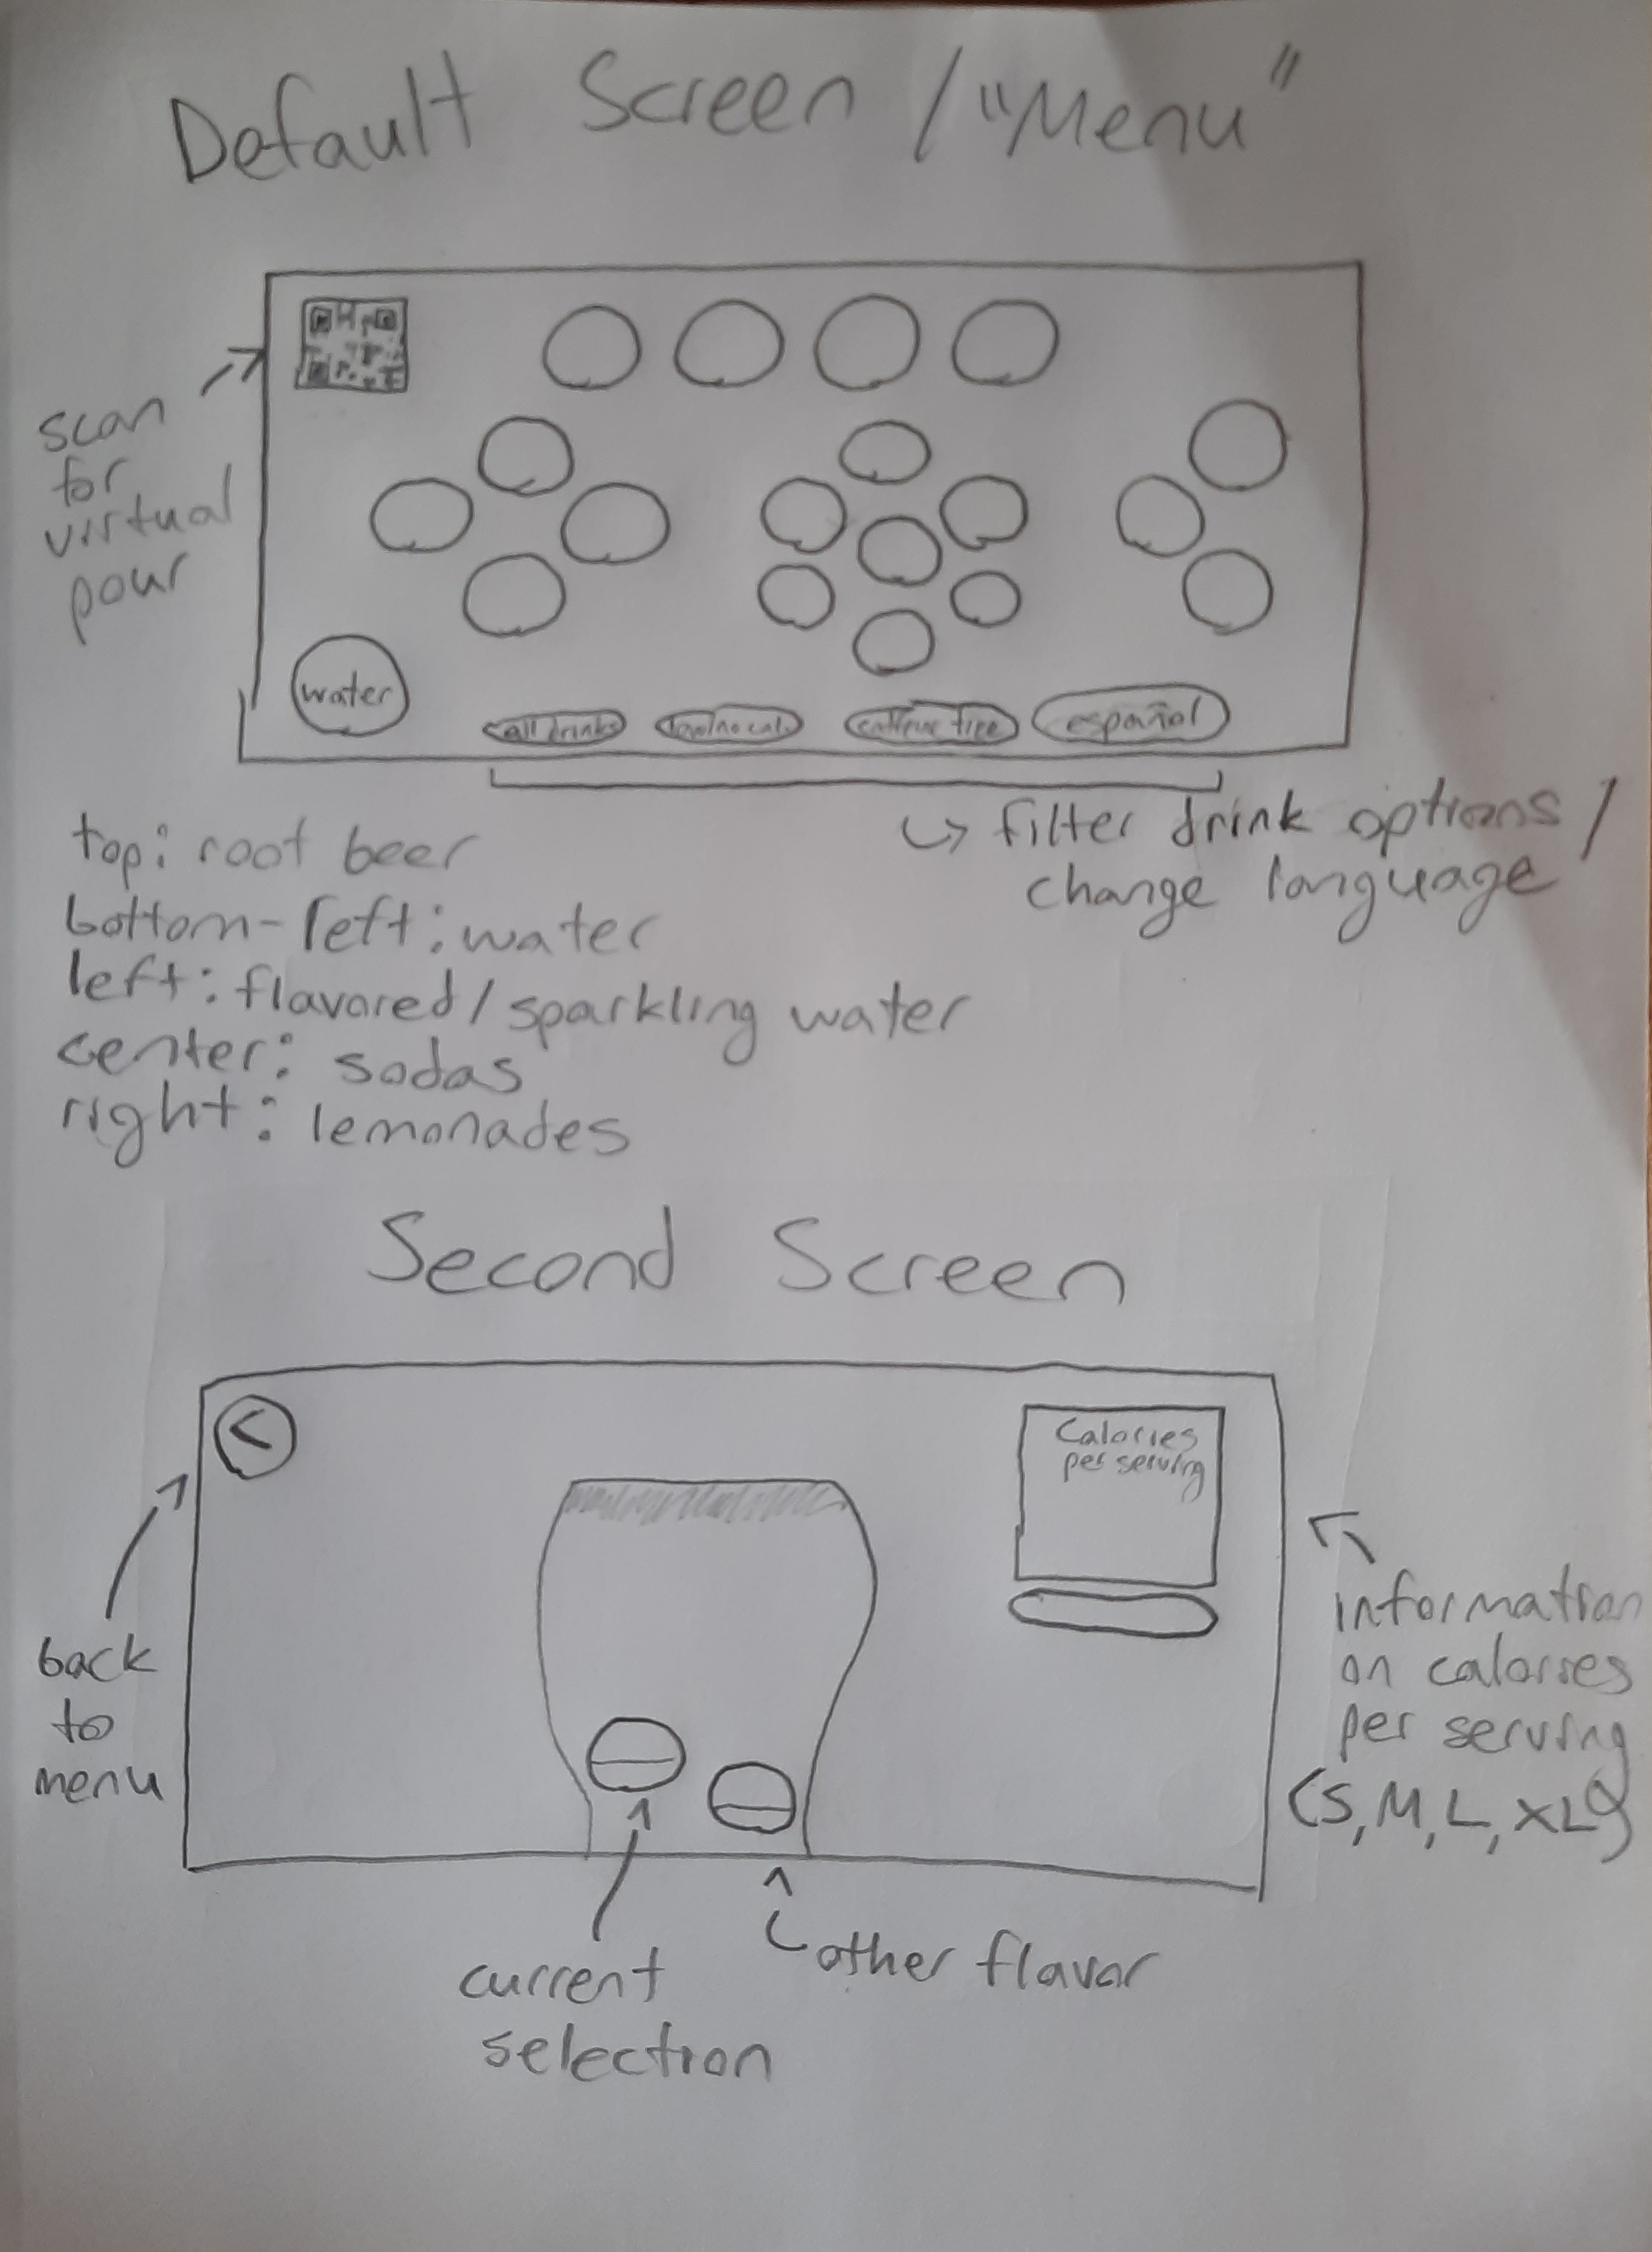 Default Screen / "Menu"
scan
for
virtual
pour
water
all drinks
low/no cal.
caffeine free
español
↳ filter drink options /
change language
top: root beer
bottom-left: water
left: flavored / sparkling water
center: sodas
right: lemonades
Second Screen
<
Calories
per serving
back
to
menu
information
on calories
per serving
(S, M, L, XL)
current
selection
other flavor